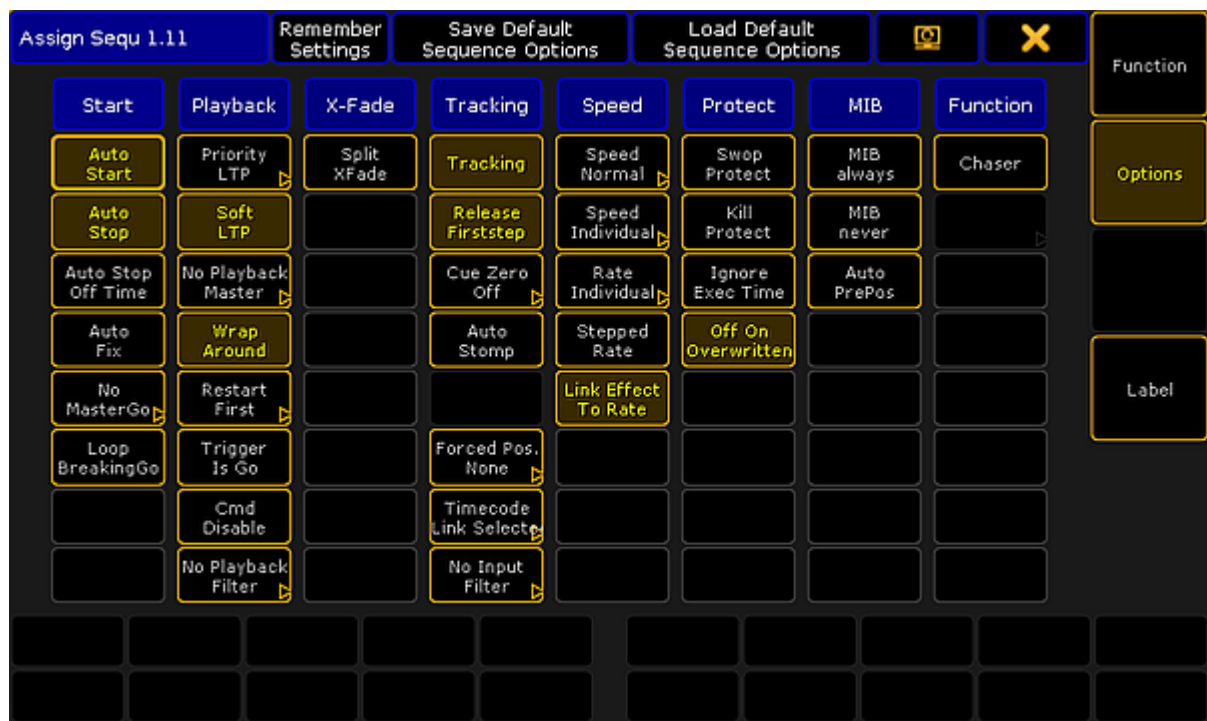 Assign Sequ 1.11
Remember
Settings
Save Default
Sequence Options
Load Default
Sequence Options
Function
Options
Label
Start
Playback
X-Fade
Tracking
Speed
Protect
MIB
Function
Auto
Start
Priority
LTP
Split
XFade
Tracking
Speed
Normal
Swop
Protect
MIB
always
Chaser
Auto
Stop
Soft
LTP
Release
Firststep
Speed
Individual
Kill
Protect
MIB
never
Auto Stop
Off Time
No Playback
Master
Cue Zero
Off
Rate
Individual
Ignore
Exec Time
Auto
PrePos
Auto
Fix
Wrap
Around
Auto
Stomp
Stepped
Rate
Off On
Overwritten
No
MasterGo
Restart
First
Link Effect
To Rate
Loop
BreakingGo
Trigger
Is Go
Forced Pos.
None
Cmd
Disable
Timecode
Link Selecte
No Playback
Filter
No Input
Filter